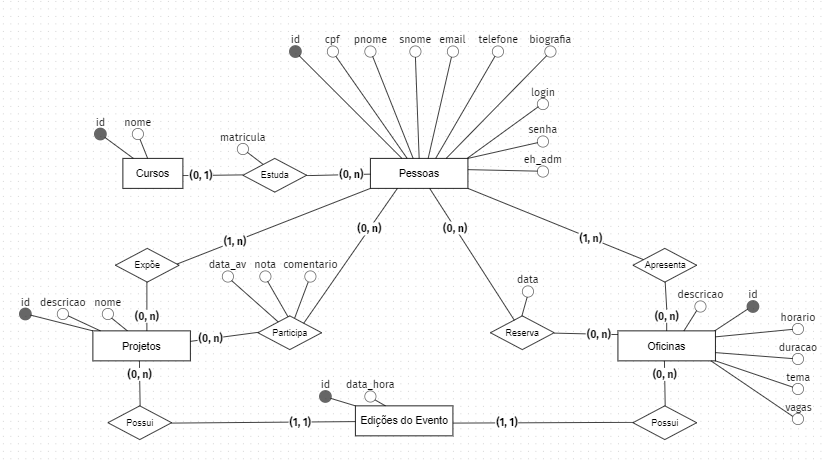 id cpf pnome snome email telefone biografia
login
id nome
matricula
senha
eh_adm
Cursos (0, 1) Estuda (0, n) Pessoas
(0, n) (0, n)
(1, n) (1, n)
Expõe data_av nota comentario Apresenta
data descricao id
id descricao nome (0, n) (0, n) horario
Participa Reserva
(0, n) (0, n)
Projetos Oficinas duracao
(0, n) (0, n) tema
id data_hora
vagas
Possui (1, 1) Edições do Evento (1, 1) Possui